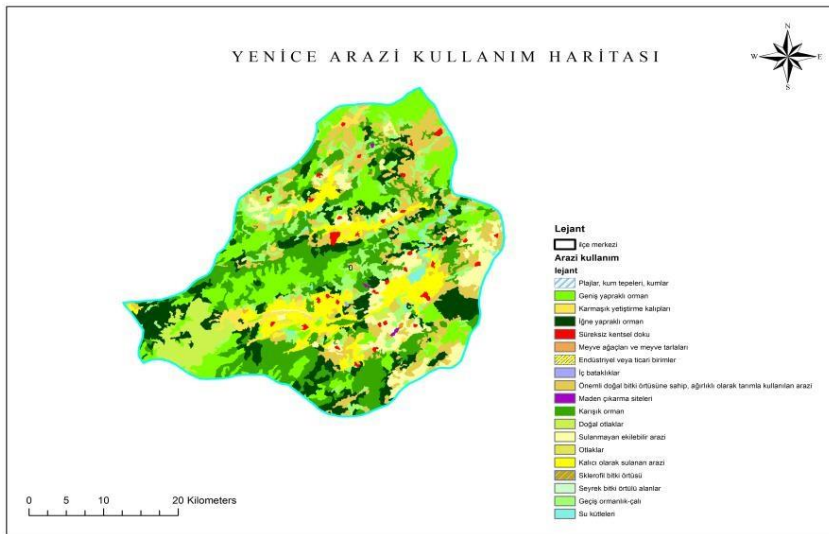 YENİCE ARAZİ KULLANIM HARİTASI
N
W E
S
Lejant
ilçe merkezi
Arazi kullanım
lejant
Plajlar, kum tepeleri, kumlar
Geniş yapraklı orman
Karmaşık yetiştirme kalıpları
İğne yapraklı orman
Süreksiz kentsel doku
Meyve ağaçları ve meyve tarlaları
Endüstriyel veya ticari birimler
İç bataklıklar
Önemli doğal bitki örtüsüne sahip, ağırlıklı olarak tarımla kullanılan arazi
Maden çıkarma siteleri
Karışık orman
Doğal otlaklar
Sulanmayan ekilebilir arazi
Otlaklar
Kalıcı olarak sulanan arazi
Sklerofil bitki örtüsü
Seyrek bitki örtülü alanlar
Geçiş ormanlık-çalı
Su kütleleri
0 5 10 20 Kilometers